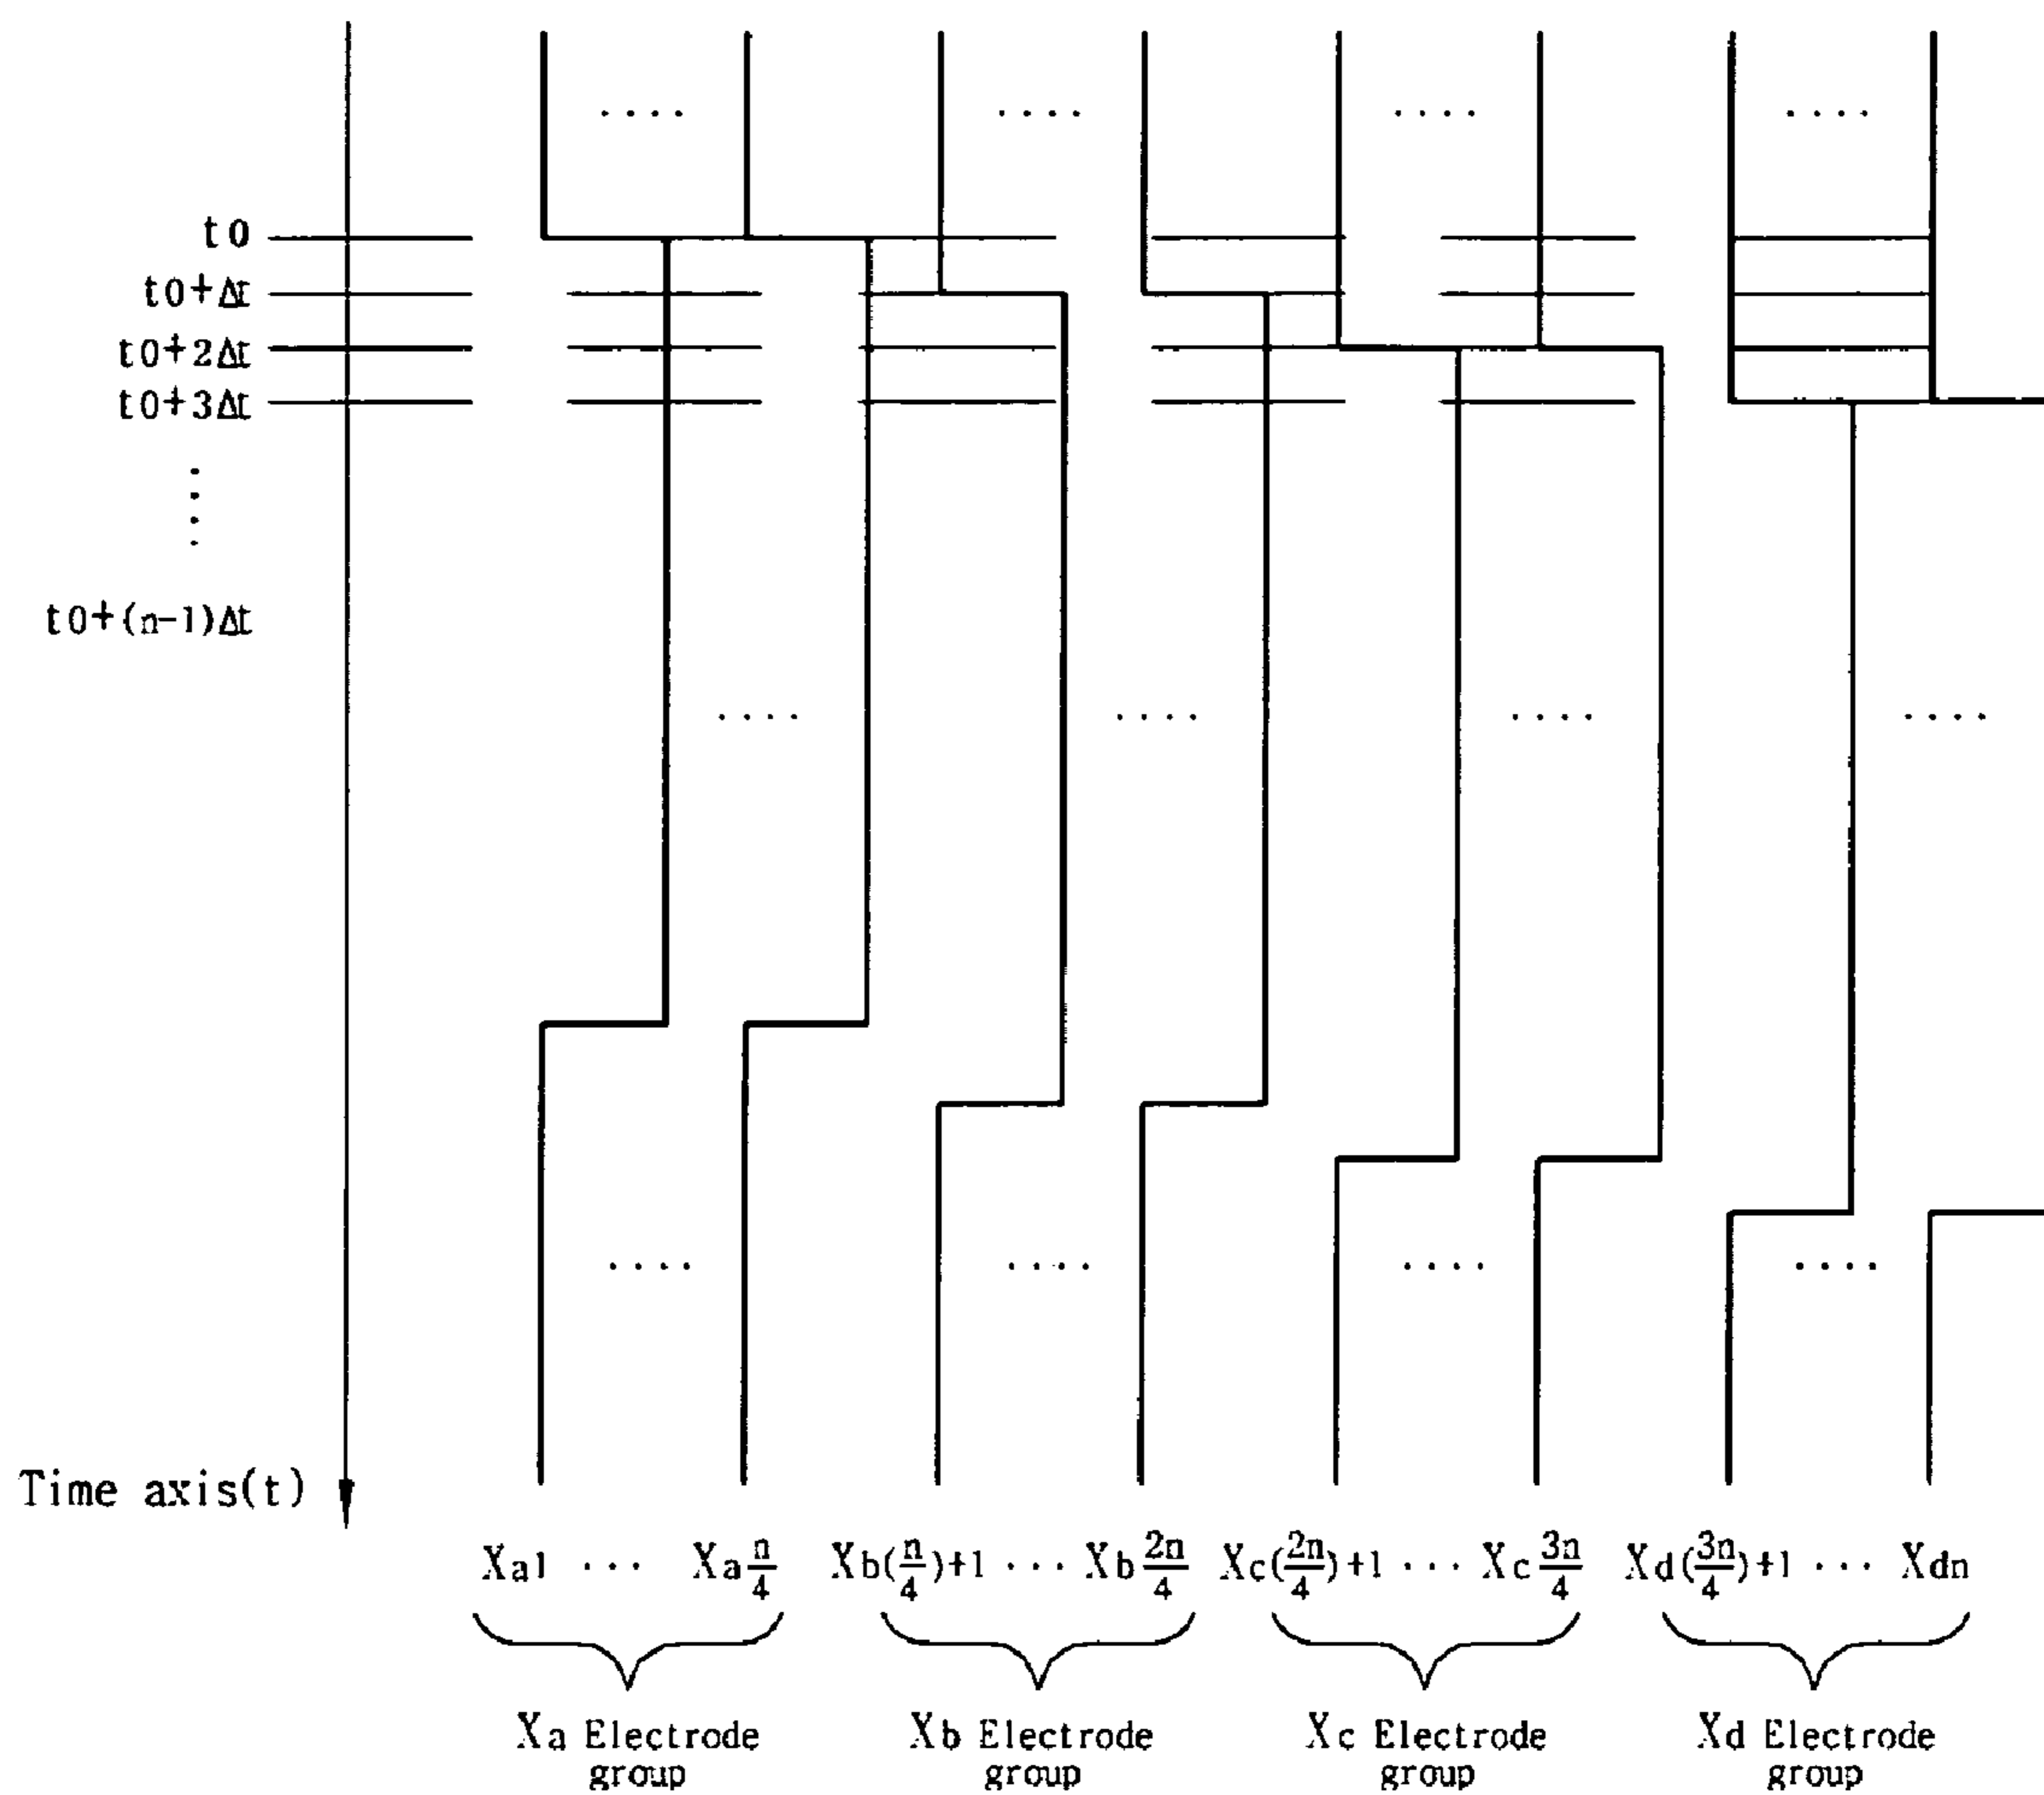 t0
t0+Δt
t0+2Δt
t0+3Δt
t0+(n-1)Δt
Time axis(t)
Xa1 ··· Xa n/4 Xb(n/4)+1 ··· Xb 2n/4 Xc(2n/4)+1 ··· Xc 3n/4 Xd(3n/4)+1 ··· Xdn
Xa Electrode group
Xb Electrode group
Xc Electrode group
Xd Electrode group